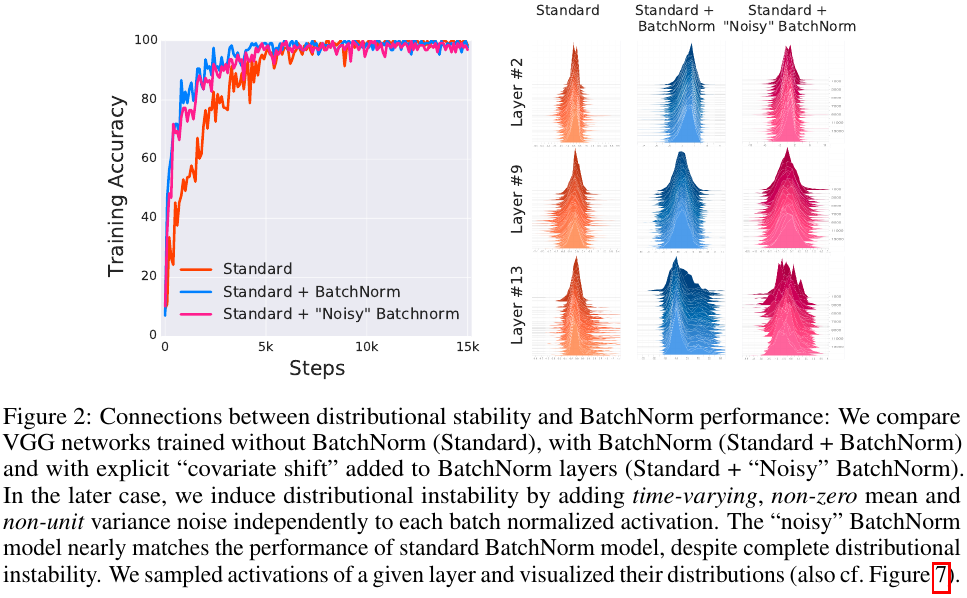 Standard
Standard +
BatchNorm
Standard +
"Noisy" BatchNorm
100
80
60
40
20
0
Training Accuracy
Standard
Standard + BatchNorm
Standard + "Noisy" Batchnorm
0
5k
10k
15k
Steps
Layer #2
Layer #9
Layer #13
Figure 2: Connections between distributional stability and BatchNorm performance: We compare
VGG networks trained without BatchNorm (Standard), with BatchNorm (Standard + BatchNorm)
and with explicit “covariate shift” added to BatchNorm layers (Standard + “Noisy” BatchNorm).
In the later case, we induce distributional instability by adding time-varying, non-zero mean and
non-unit variance noise independently to each batch normalized activation. The “noisy” BatchNorm
model nearly matches the performance of standard BatchNorm model, despite complete distributional
instability. We sampled activations of a given layer and visualized their distributions (also cf. Figure 7).